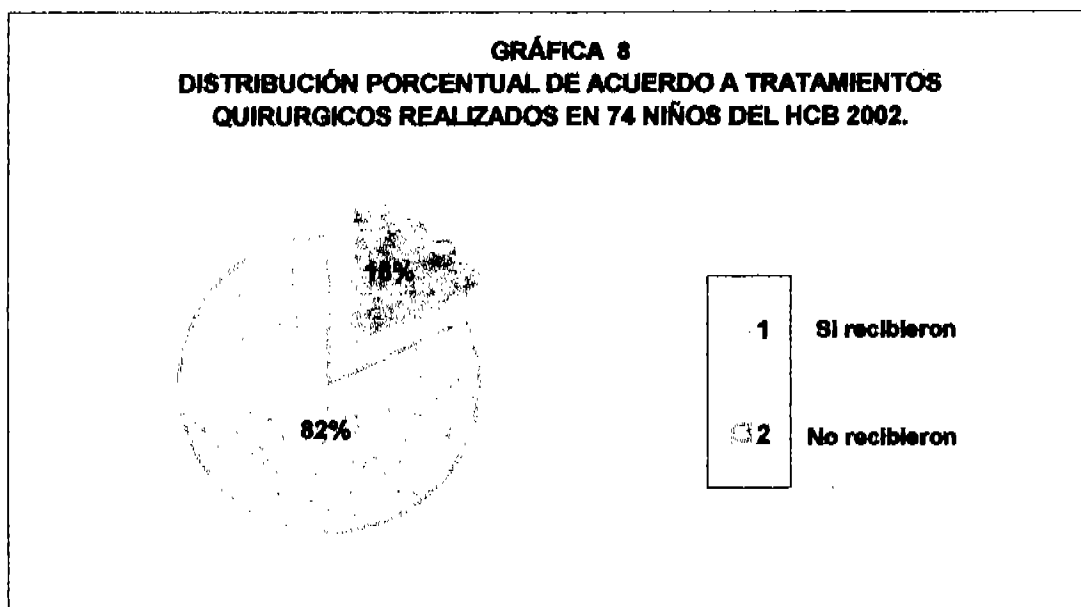 GRÁFICA 8
DISTRIBUCIÓN PORCENTUAL DE ACUERDO A TRATAMIENTOS
QUIRURGICOS REALIZADOS EN 74 NIÑOS DEL HCB 2002.
18%
82%
1 Si recibieron
2 No recibieron